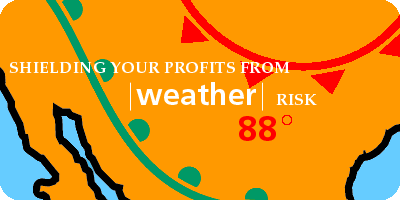 SHIELDING YOUR PROFITS FROM
|weather| RISK
88°